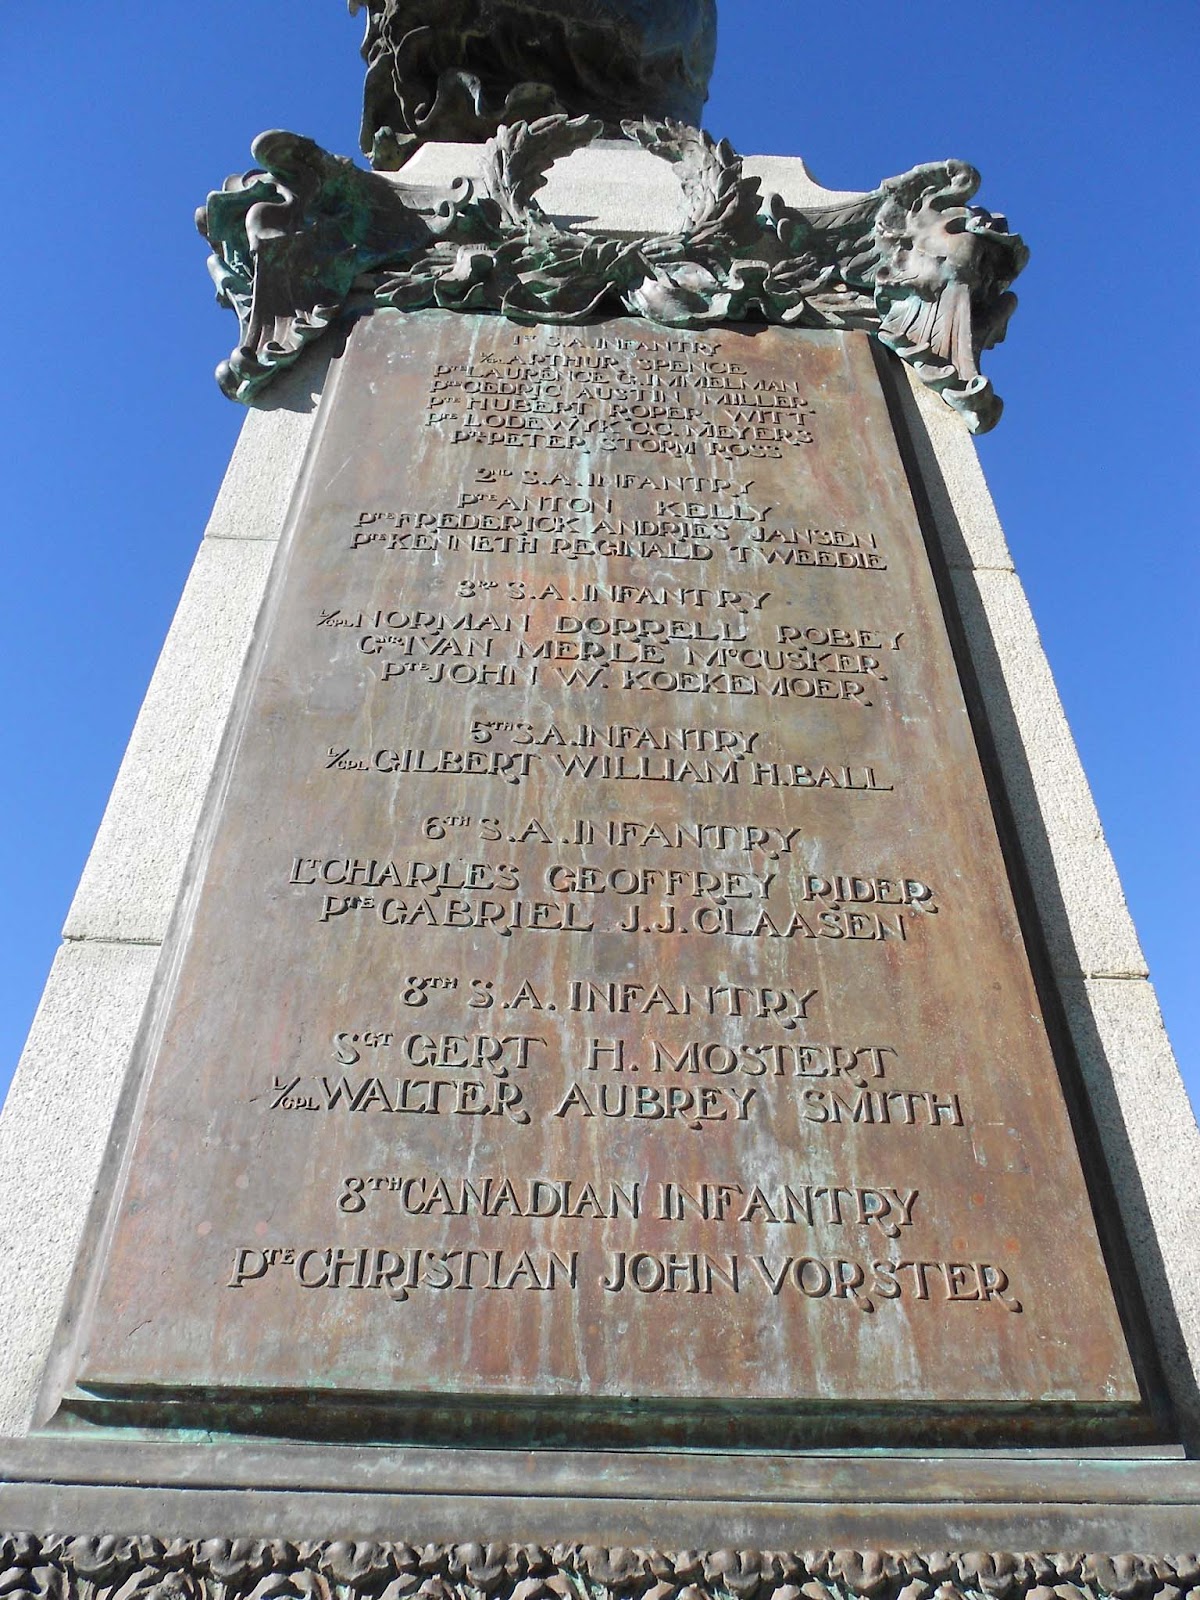 1ST S.A. INFANTRY
L/CPL ARTHUR SPENCE
PTE LAURENCE G. IMMELMAN
PTE CEDRIC AUSTIN MILLER
PTE HUBERT ROPER WITT
PTE LODEWYK O.G. MEYERS
PTE PETER STORM ROSS
2ND S.A. INFANTRY
PTE ANTON KELLY
PTE FREDERICK ANDRIES JANSEN
PTE KENNETH REGINALD TWEEDIE
3RD S.A. INFANTRY
L/CPL NORMAN DORRELL ROBEY
GNR IVAN MERLE McCUSKER
PTE JOHN W. KOEKEMOER
5TH S.A. INFANTRY
L/CPL GILBERT WILLIAM H. BALL
6TH S.A. INFANTRY
LT CHARLES GEOFFREY RIDER
PTE GABRIEL J.J. CLAASEN
8TH S.A. INFANTRY
SGT GERT H. MOSTERT
L/CPL WALTER AUBREY SMITH
8TH CANADIAN INFANTRY
PTE CHRISTIAN JOHN VORSTER